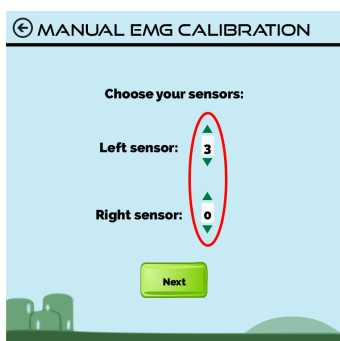 MANUAL EMG CALIBRATION
Choose your sensors:
Left sensor: 3
Right sensor: 0
Next